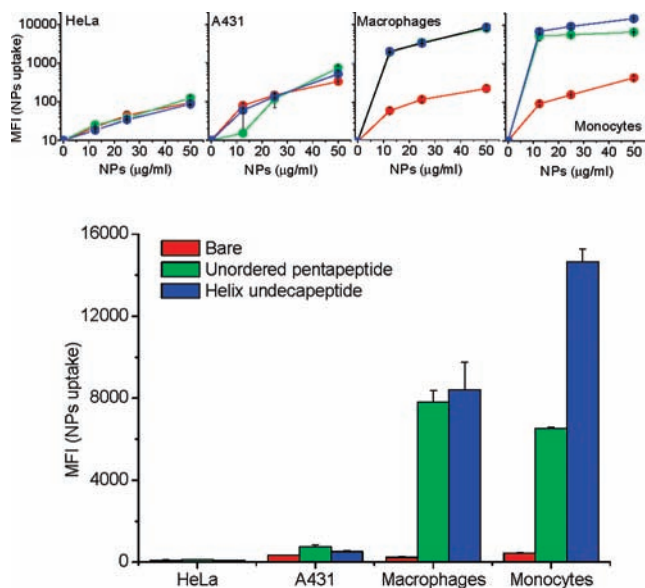 HeLa
A431
Macrophages
Monocytes
MFI (NPs uptake)
10000
1000
100
10
0 10 20 30 40 50
0 10 20 30 40 50
0 10 20 30 40 50
0 10 20 30 40 50
NPs (µg/ml)
NPs (µg/ml)
NPs (µg/ml)
NPs (µg/ml)
MFI (NPs uptake)
16000
12000
8000
4000
0
Bare
Unordered pentapeptide
Helix undecapeptide
HeLa
A431
Macrophages
Monocytes